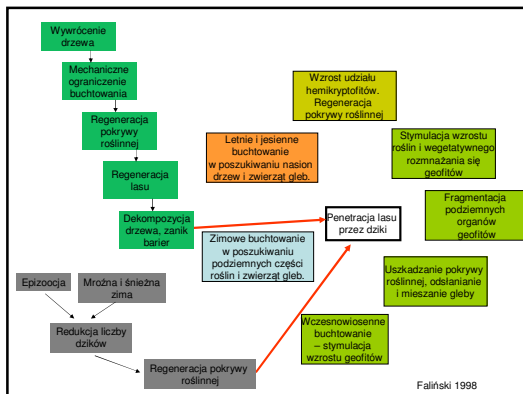 Wywrócenie
drzewa
Mechaniczne
ograniczenie
buchtowania
Regeneracja
pokrywy
roślinnej
Regeneracja
lasu
Dekompozycja
drzewa, zanik
barier
Epizoocja
Mroźna i śnieżna
zima
Redukcja liczby
dzików
Regeneracja pokrywy
roślinnej
Letnie i jesienne
buchtowanie
w poszukiwaniu nasion
drzew i zwierząt gleb.
Zimowe buchtowanie
w poszukiwaniu
podziemnych części
roślin i zwierząt gleb.
Wzrost udziału
hemikryptofitów.
Regeneracja
pokrywy roślinnej
Stymulacja wzrostu
roślin i wegetatywnego
rozmnażania się
geofitów
Fragmentacja
podziemnych
organów
geofitów
Penetracja lasu
przez dziki
Uszkadzanie pokrywy
roślinnej, odsłanianie
i mieszanie gleby
Wczesnowiosenne
buchtowanie
– stymulacja
wzrostu geofitów
Faliński 1998